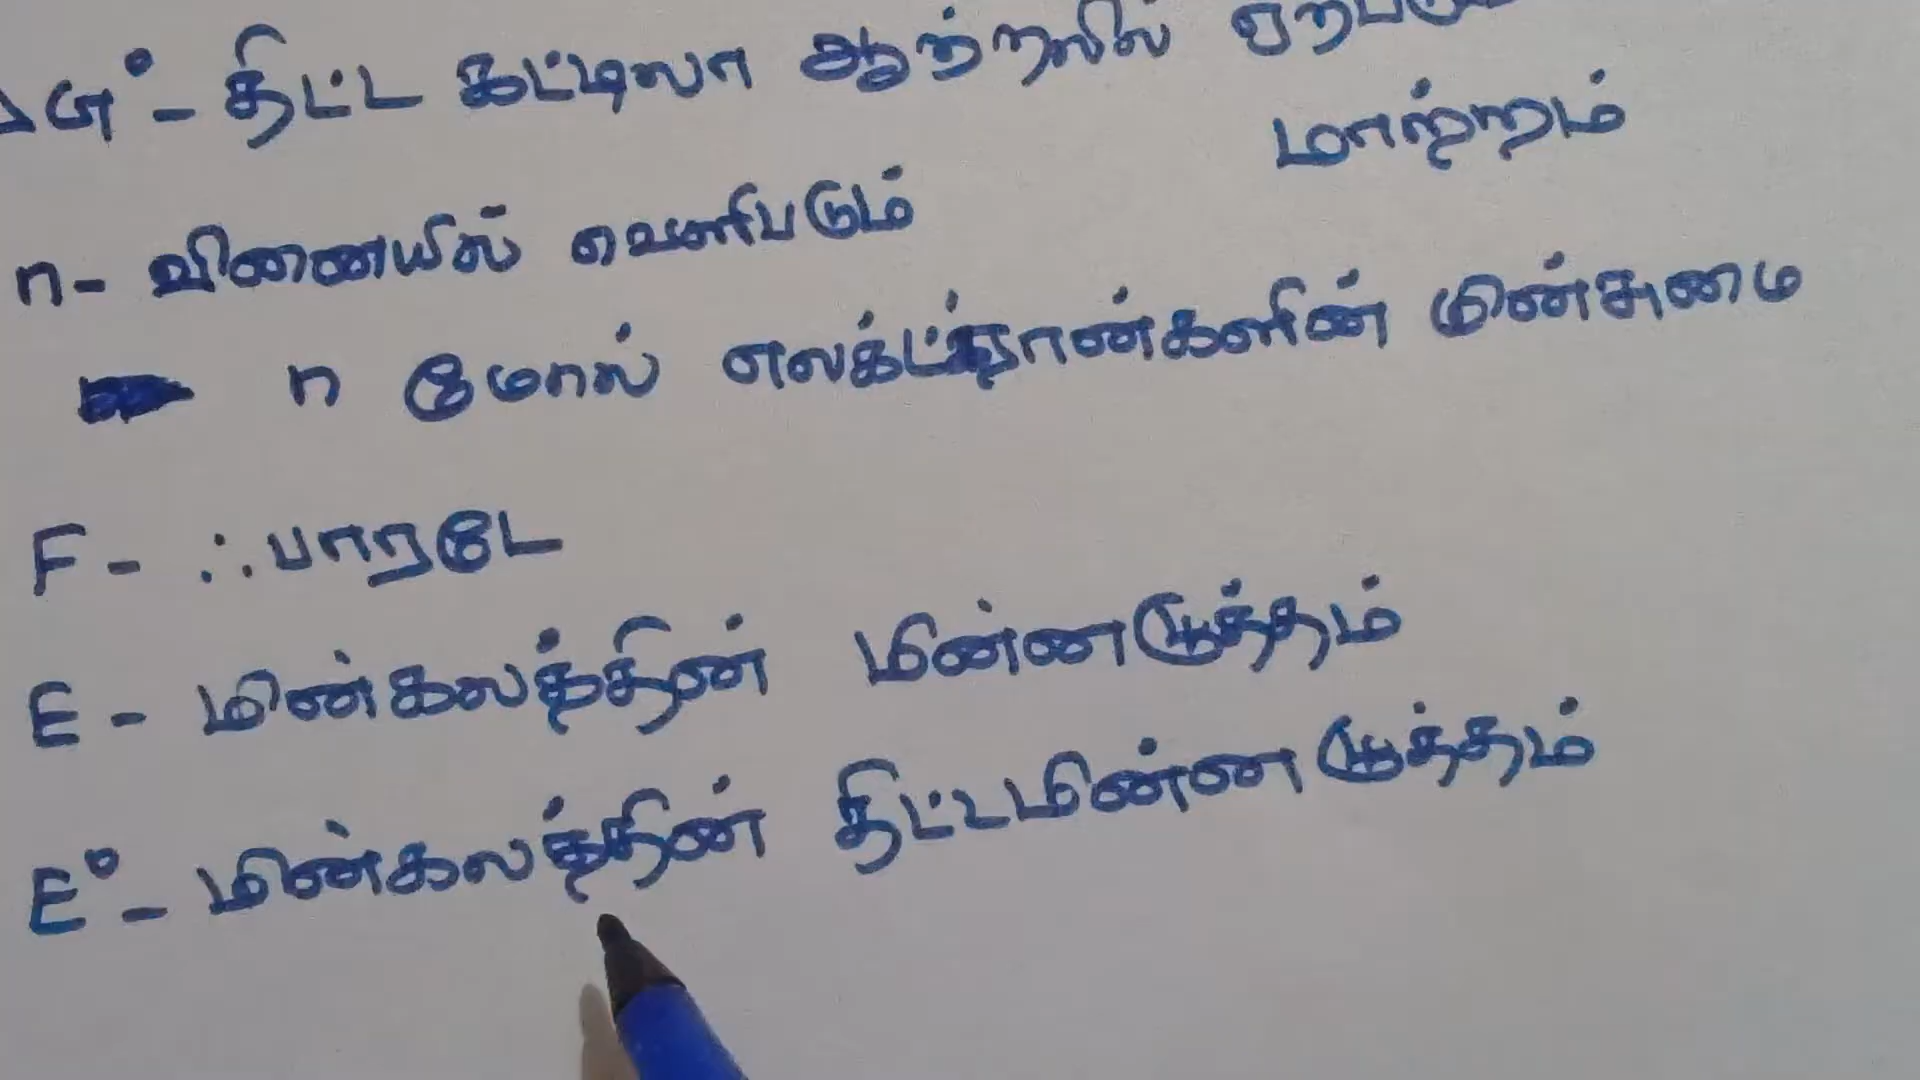 ΔG° - திட்ட கட்டிலா ஆற்றலில் ஏற்படும்
மாற்றம்
n - வினையில் வெளிபடும்
n மோல் எலக்ட்ரான்களின் மின்சுமை
F - ஃபாரடே
E - மின்கலத்தின் மின்னழுத்தம்
E° - மின்கலத்தின் திட்டமின்னழுத்தம்